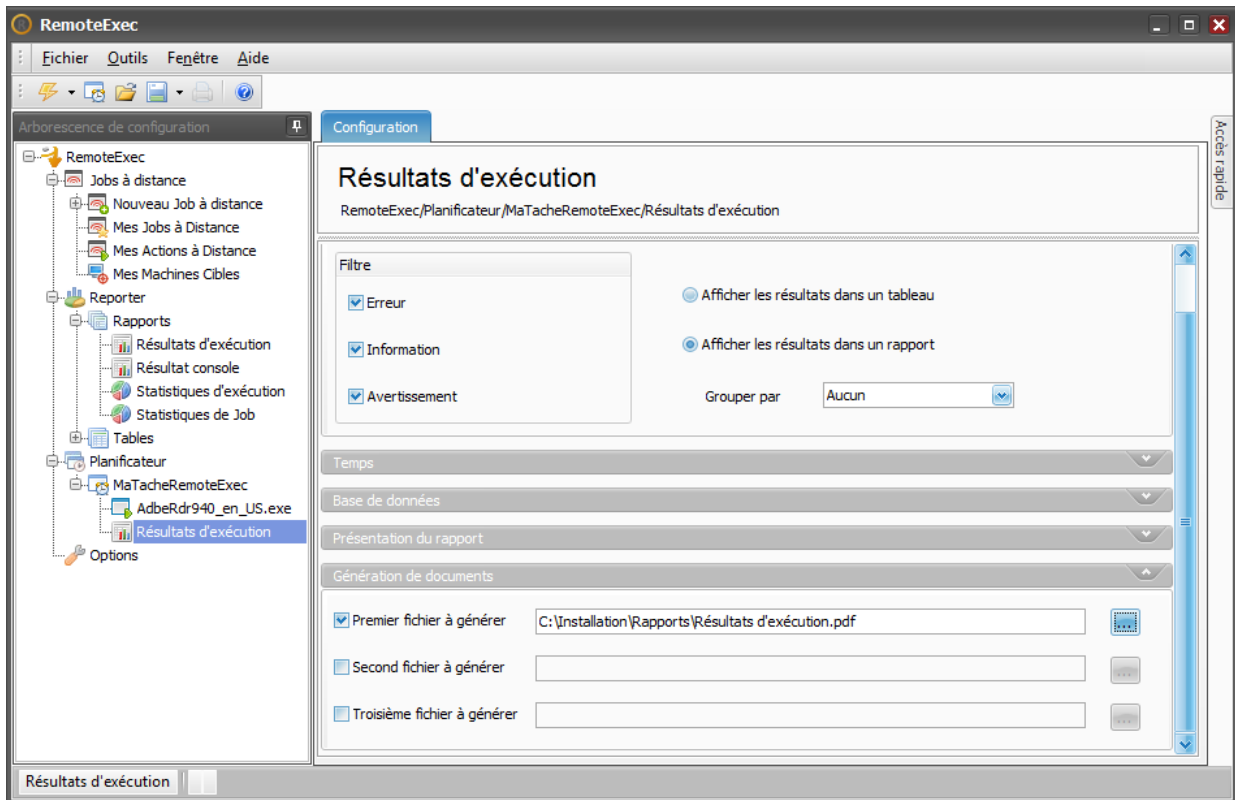 RemoteExec
Fichier Outils Fenêtre Aide
Arborescence de configuration
RemoteExec
Jobs à distance
Nouveau Job à distance
Mes Jobs à Distance
Mes Actions à Distance
Mes Machines Cibles
Reporter
Rapports
Résultats d'exécution
Résultat console
Statistiques d'exécution
Statistiques de Job
Tables
Planificateur
MaTacheRemoteExec
AdbeRdr940_en_US.exe
Résultats d'exécution
Options
Configuration
Résultats d'exécution
RemoteExec/Planificateur/MaTacheRemoteExec/Résultats d'exécution
Filtre
Erreur
Information
Avertissement
Afficher les résultats dans un tableau
Afficher les résultats dans un rapport
Grouper par Aucun
Temps
Base de données
Présentation du rapport
Génération de documents
Premier fichier à générer C:\Installation\Rapports\Résultats d'exécution.pdf
Second fichier à générer
Troisième fichier à générer
Accès rapide
Résultats d'exécution